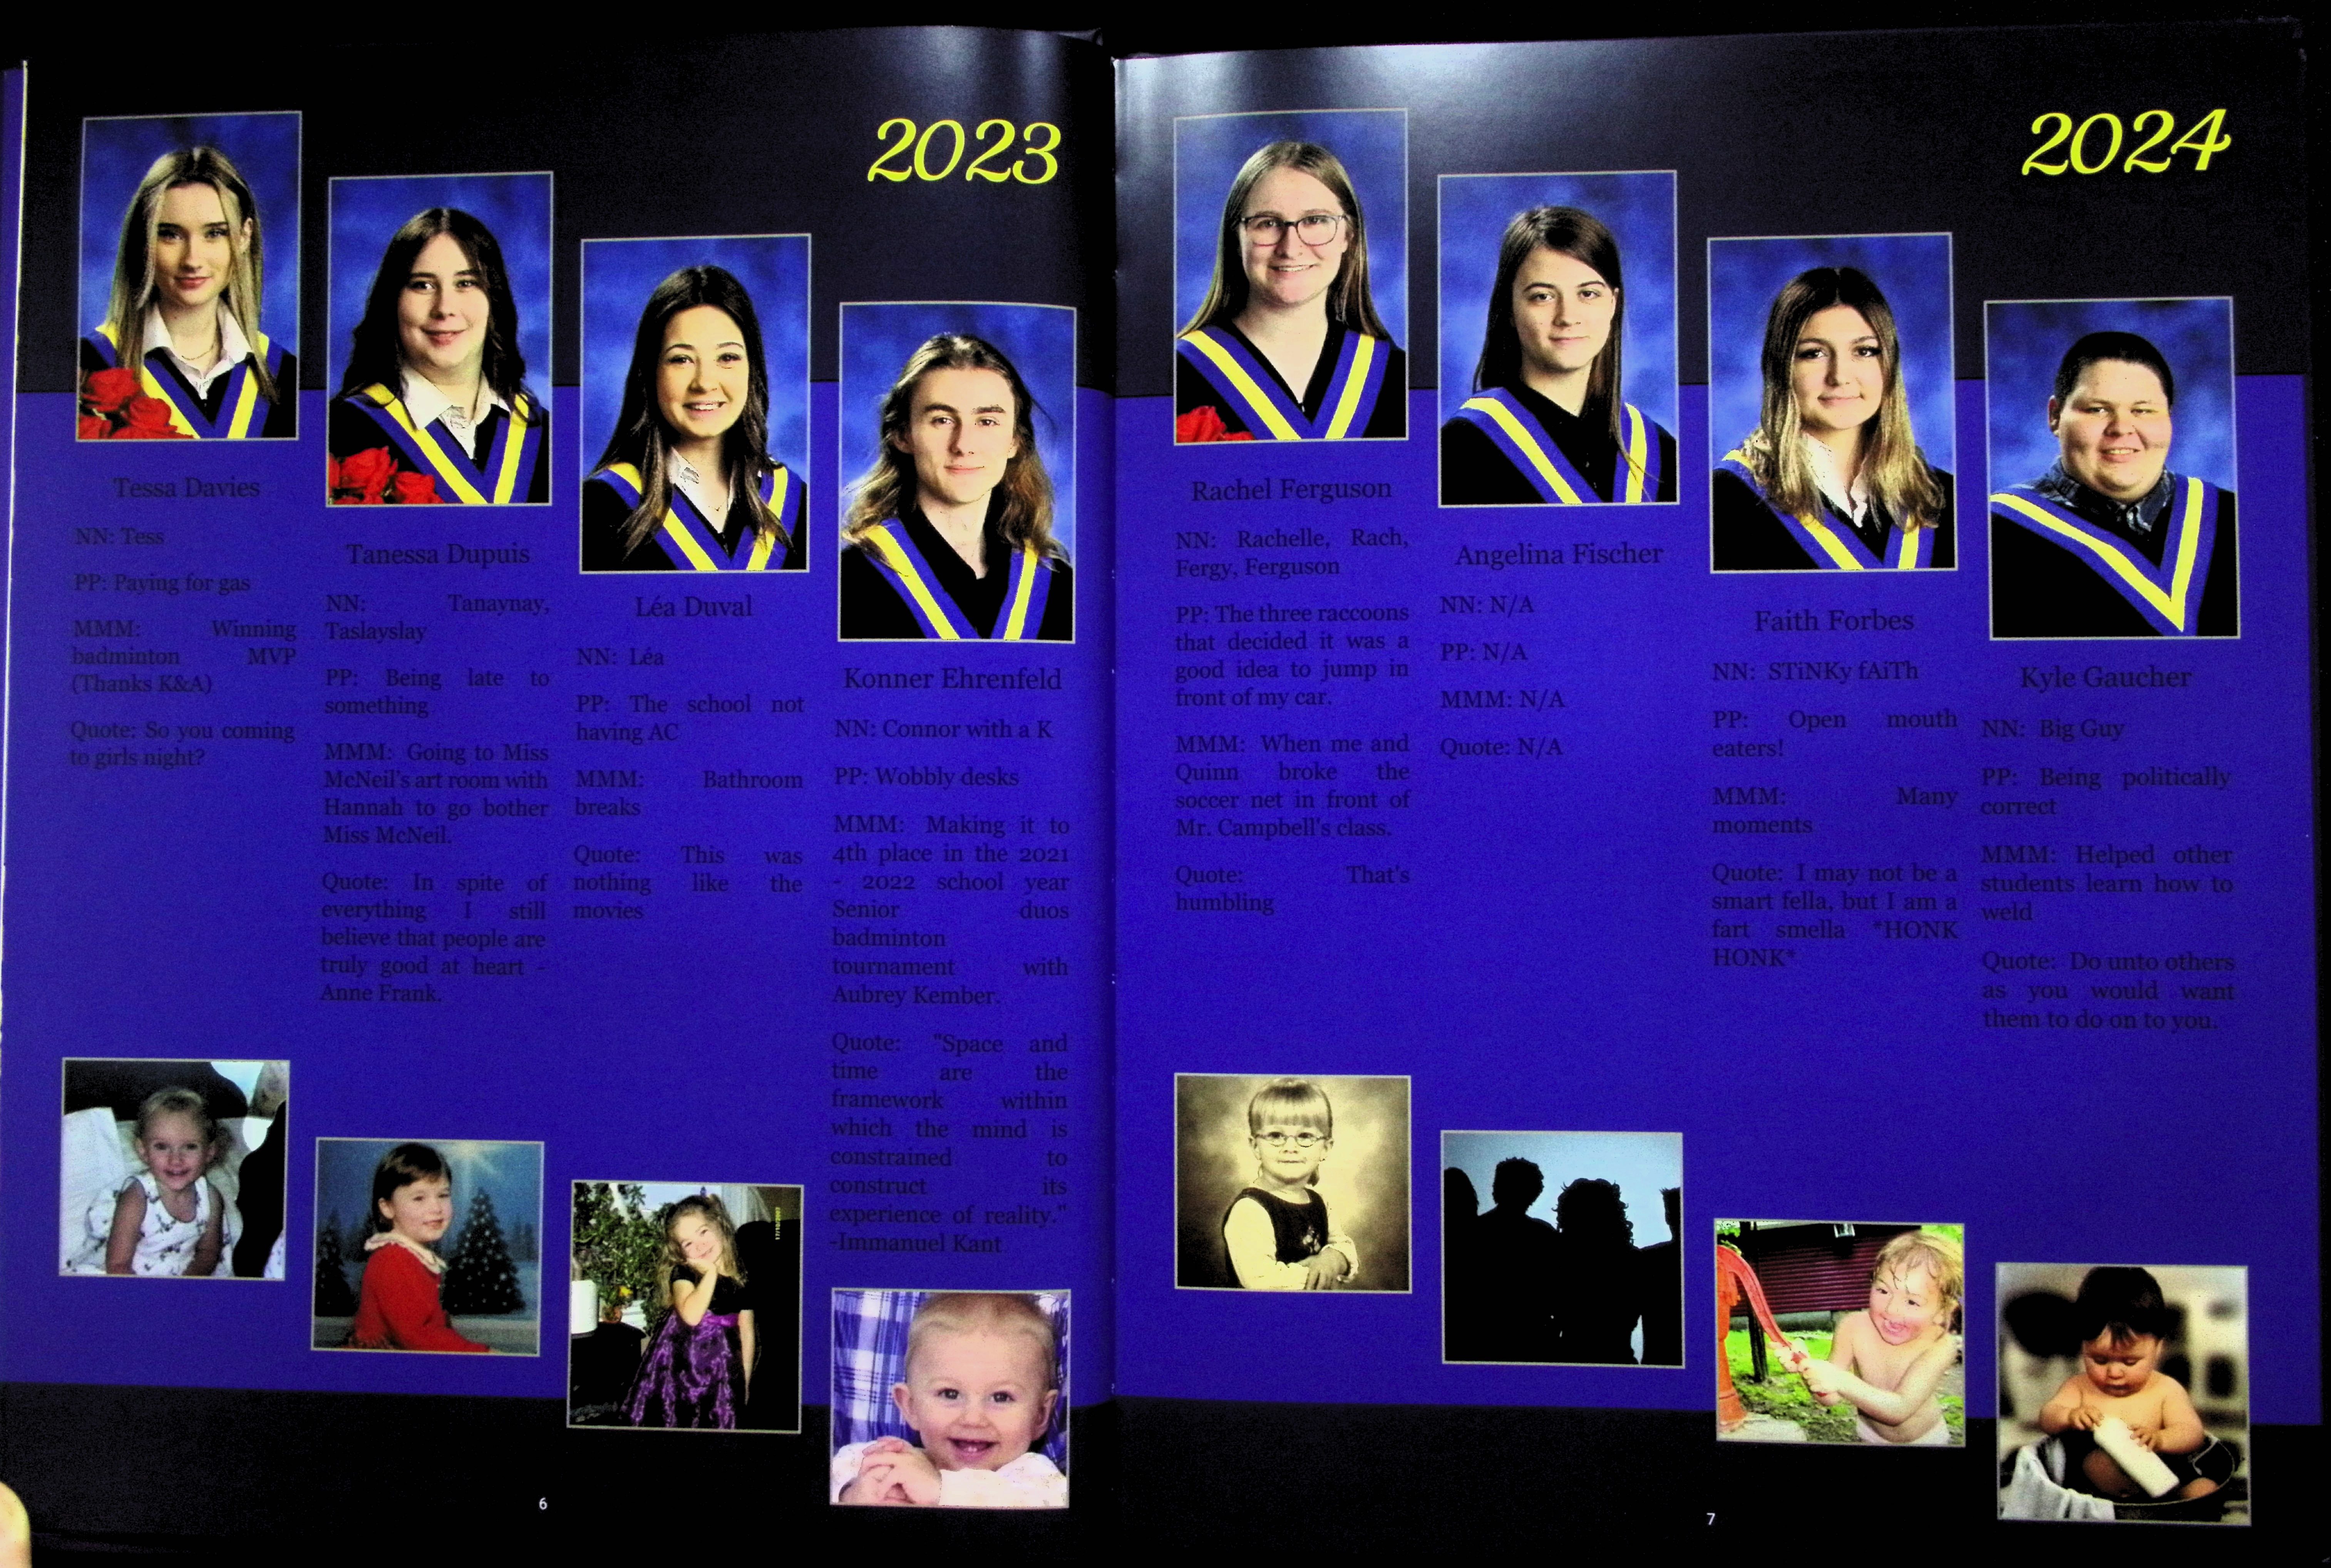 2023
Tessa Davies
NN: Tess
PP: Paying for gas
MMM: Winning
badminton MVP
(Thanks K&A)
Quote: So you coming
to girls night?
Tanessa Dupuis
NN: Tanaynay,
Taslayslay
PP: Being late to
something
MMM: Going to Miss
McNeil's art room with
Hannah to go bother
Miss McNeil.
Quote: In spite of
everything I still
believe that people are
truly good at heart -
Anne Frank.
Léa Duval
NN: Léa
PP: The school not
having AC
MMM: Bathroom
breaks
Quote: This was
nothing like the
movies
Konner Ehrenfeld
NN: Connor with a K
PP: Wobbly desks
MMM: Making it to
4th place in the 2021
- 2022 school year
Senior duos
badminton
tournament with
Aubrey Kember.
Quote: "Space and
time are the
framework within
which the mind is
constrained to
construct its
experience of reality."
-Immanuel Kant
6
2024
Rachel Ferguson
NN: Rachelle, Rach,
Fergy, Ferguson
PP: The three raccoons
that decided it was a
good idea to jump in
front of my car.
MMM: When me and
Quinn broke the
soccer net in front of
Mr. Campbell's class.
Quote: That's
humbling
Angelina Fischer
NN: N/A
PP: N/A
MMM: N/A
Quote: N/A
Faith Forbes
NN: STiNKy fAiTh
PP: Open mouth
eaters!
MMM: Many
moments
Quote: I may not be a
smart fella, but I am a
fart smella *HONK
HONK*
Kyle Gaucher
NN: Big Guy
PP: Being politically
correct
MMM: Helped other
students learn how to
weld
Quote: Do unto others
as you would want
them to do on to you.
7